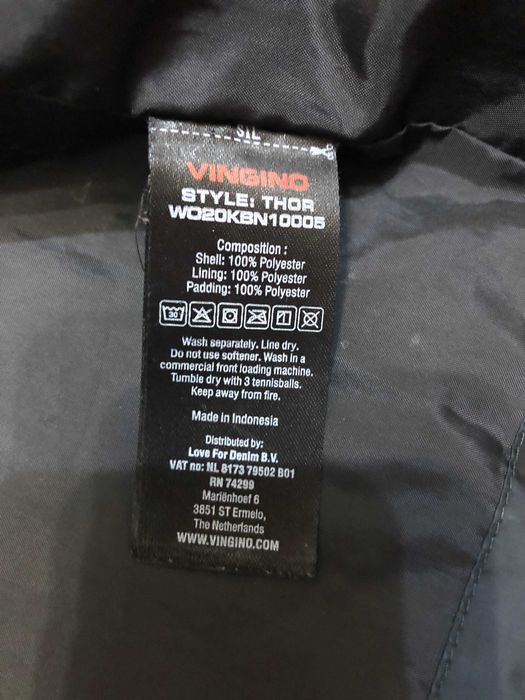 VINGINO
STYLE: THOR
WO20KBN10005
Composition :
Shell: 100% Polyester
Lining: 100% Polyester
Padding: 100% Polyester
30
Wash separately. Line dry.
Do not use softener. Wash in a
commercial front loading machine.
Tumble dry with 3 tennisballs.
Keep away from fire.
Made in Indonesia
Distributed by:
Love For Denim B.V.
VAT no: NL 8173 79502 B01
RN 74299
Mariënhoef 6
3851 ST Ermelo,
The Netherlands
WWW.VINGINO.COM